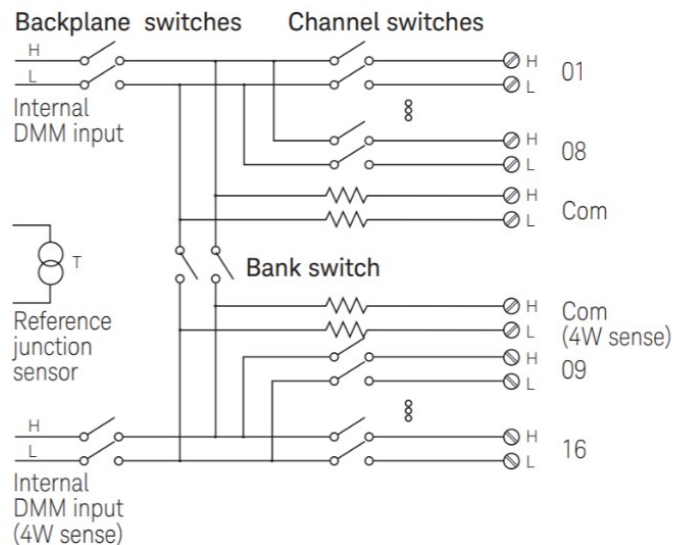 Backplane switches
Channel switches
H
L
Internal
DMM input
H
L
01
H
L
08
H
L
Com
T
Reference
junction
sensor
Bank switch
H
L
Com
(4W sense)
H
L
09
H
L
Internal
DMM input
(4W sense)
H
L
16